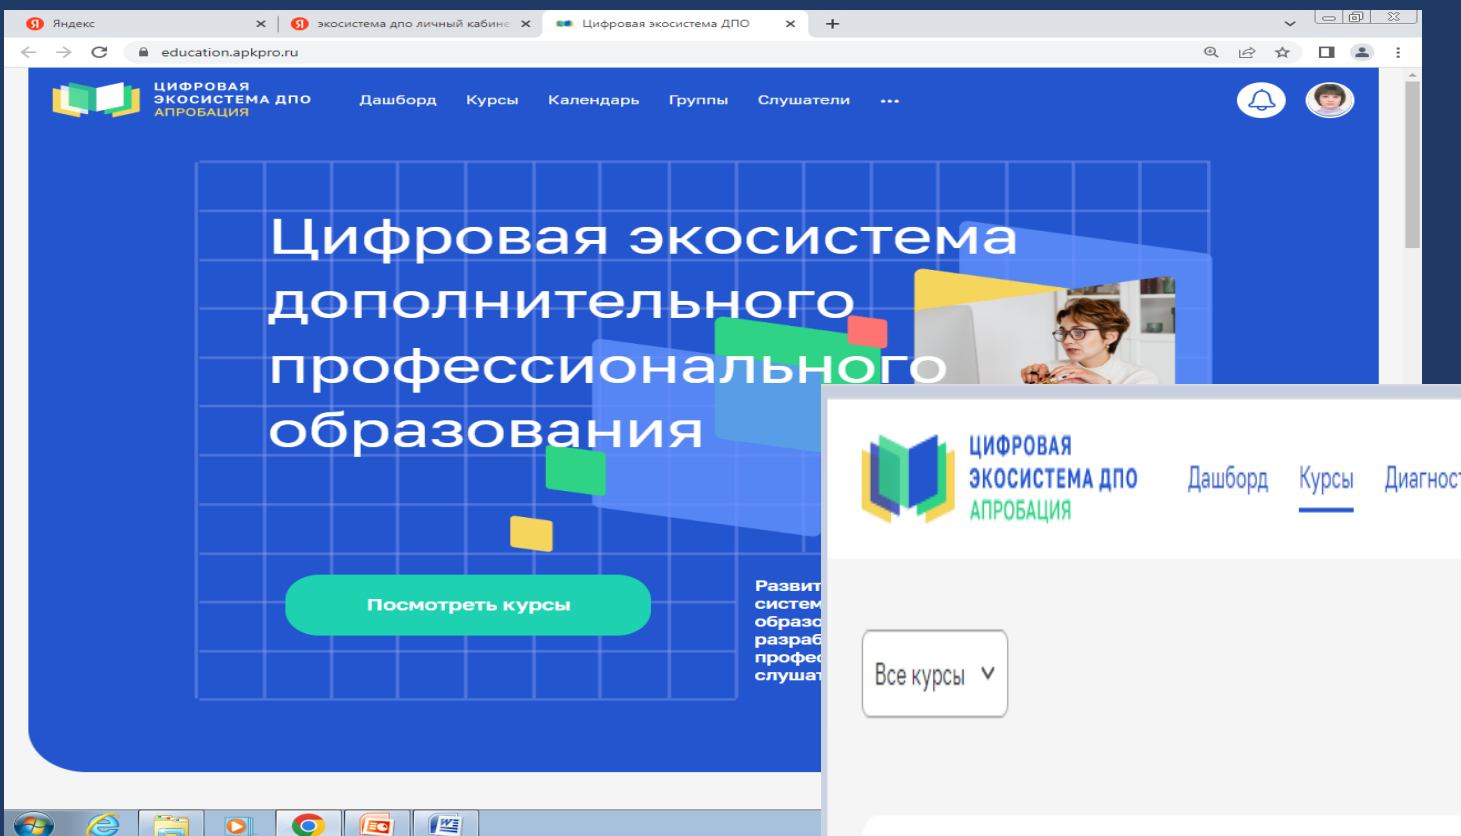 Яндекс
экосистема дпо личный кабине
Цифровая экосистема ДПО
education.apkpro.ru
ЦИФРОВАЯ
ЭКОСИСТЕМА ДПО
АПРОБАЦИЯ
Дашборд Курсы Календарь Группы Слушатели ...
Цифровая экосистема
дополнительного
профессионального
образования
Посмотреть курсы
Развит
систем
образо
разраб
профес
слушат
ЦИФРОВАЯ
ЭКОСИСТЕМА ДПО
АПРОБАЦИЯ
Дашборд Курсы Диагност
Все курсы